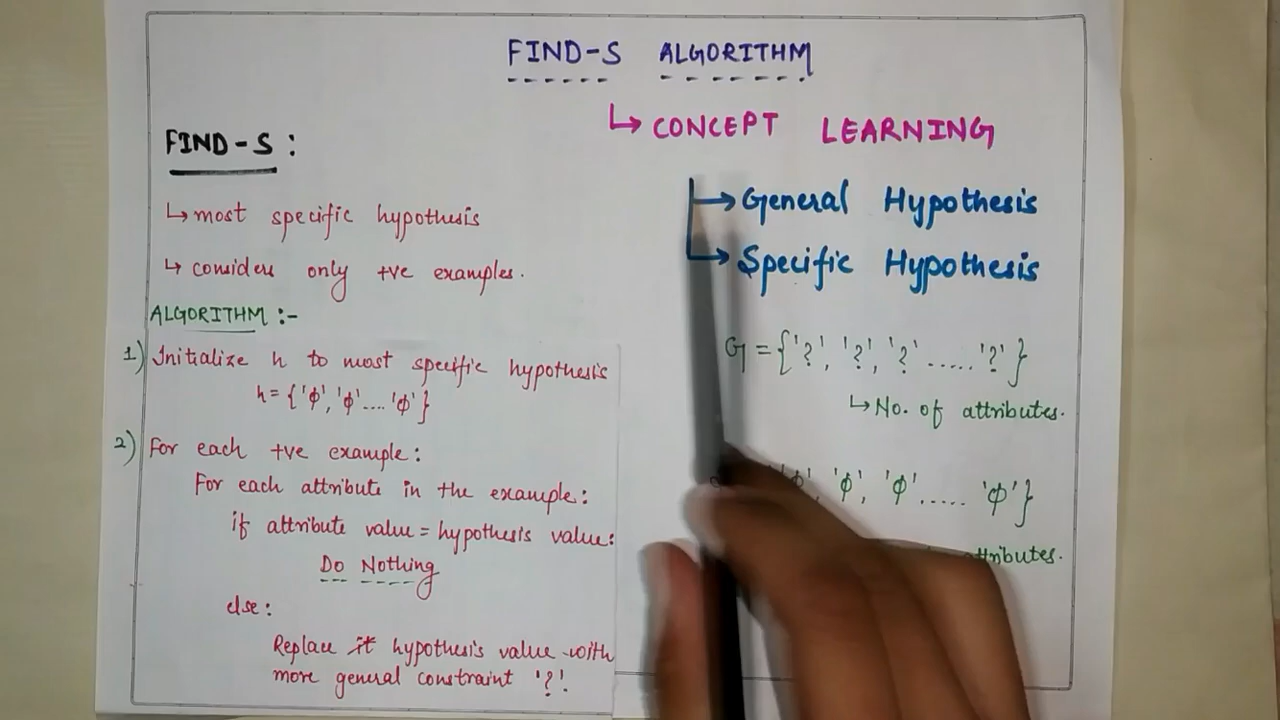 FIND-S ALGORITHM
↳ CONCEPT LEARNING
→ General Hypothesis
→ Specific Hypothesis
G = {'?', '?', '?' ..... '?'}
↳ No. of attributes.
'ϕ', 'ϕ', 'ϕ'..... 'ϕ'}
attributes.
FIND-S :
↳ most specific hypothesis
↳ considers only +ve examples.
ALGORITHM :-
1) Initialize h to most specific hypothesis
h = {'ϕ', 'ϕ'.... 'ϕ'}
2) For each +ve example:
For each attribute in the example:
if attribute value = hypothesis value:
Do Nothing
else:
Replace it hypothesis value with
more general constraint '?'.